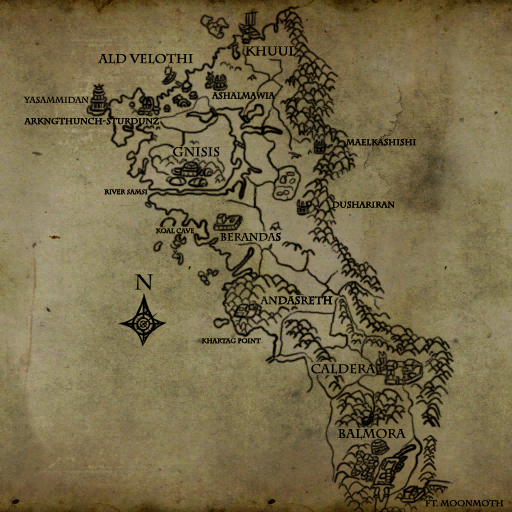 KHUUL
ALD VELOTHI
ASHALMAWIA
YASAMMIDAN
ARKNGTHUNCH-STURDUNZ
MAELKASHISHI
GNISIS
RIVER SAMSI
DUSHARIRAN
KOAL CAVE
BERANDAS
N
ANDASRETH
KHARTAG POINT
CALDERA
BALMORA
FT. MOONMOTH